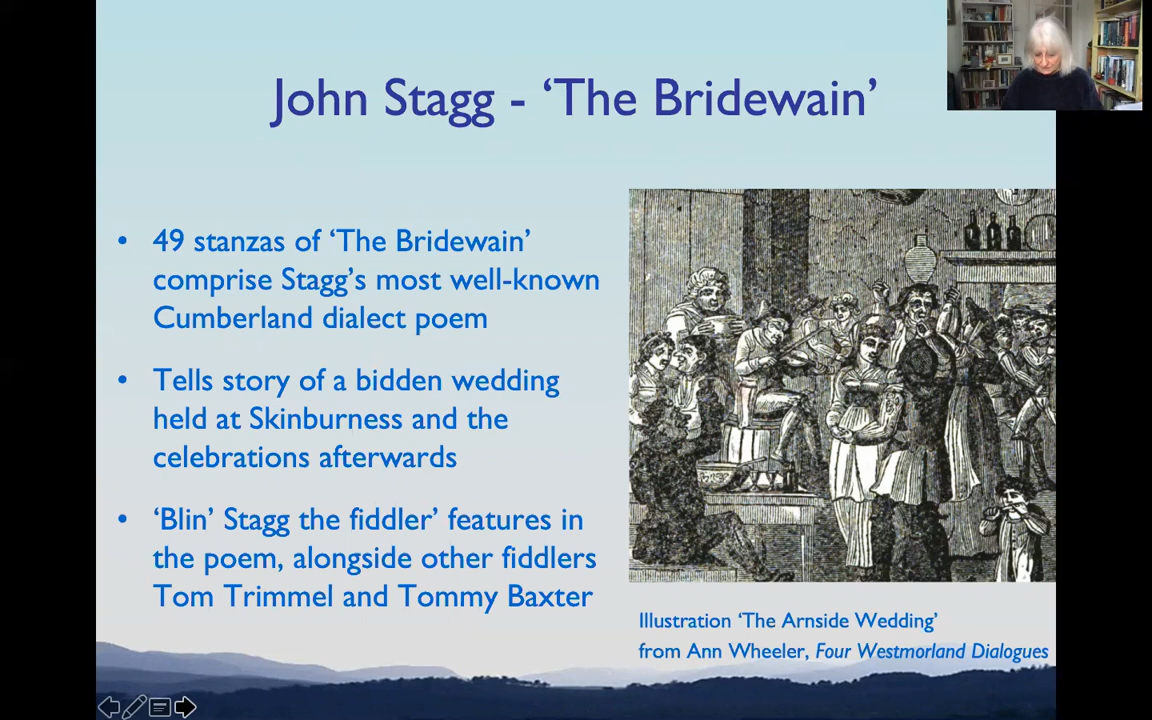 John Stagg - ‘The Bridewain’
• 49 stanzas of ‘The Bridewain’
comprise Stagg’s most well-known
Cumberland dialect poem
• Tells story of a bidden wedding
held at Skinburness and the
celebrations afterwards
• ‘Blin’ Stagg the fiddler’ features in
the poem, alongside other fiddlers
Tom Trimmel and Tommy Baxter
Illustration ‘The Arnside Wedding’
from Ann Wheeler, Four Westmorland Dialogues